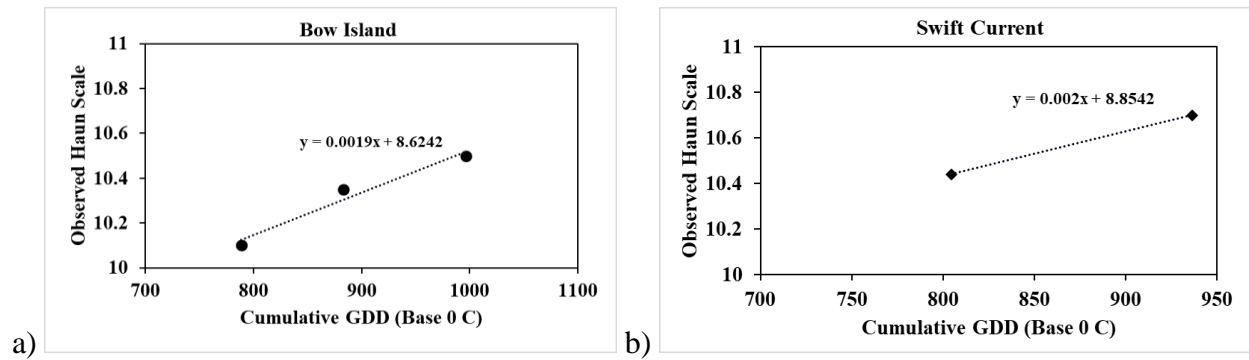 a)
Bow Island
Observed Haun Scale
11
10.8
10.6
10.4
10.2
10
y = 0.0019x + 8.6242
700
800
900
1000
1100
Cumulative GDD (Base 0 C)
b)
Swift Current
Observed Haun Scale
11
10.8
10.6
10.4
10.2
10
y = 0.002x + 8.8542
700
750
800
850
900
950
Cumulative GDD (Base 0 C)